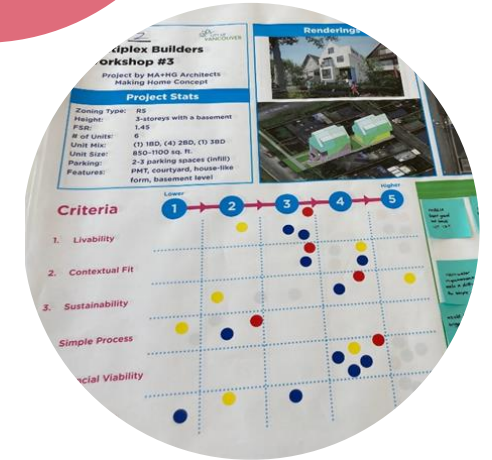 tiplex Builders
orkshop #3
VANCOUVER
Project by MA+HG Architects
Making Home Concept
Project Stats
Zoning Type: RS
Height: 3-storeys with a basement
FSR: 1.45
# of Units: 6
Unit Mix: (1) 1BD, (4) 2BD, (1) 3BD
Unit Size: 850-1100 sq. ft.
Parking: 2-3 parking spaces (infill)
Features: PMT, courtyard, house-like
form, basement level
Renderings
Criteria
Lower
Higher
1 2 3 4 5
1. Livability
2. Contextual Fit
3. Sustainability
Simple Process
ncial Viability